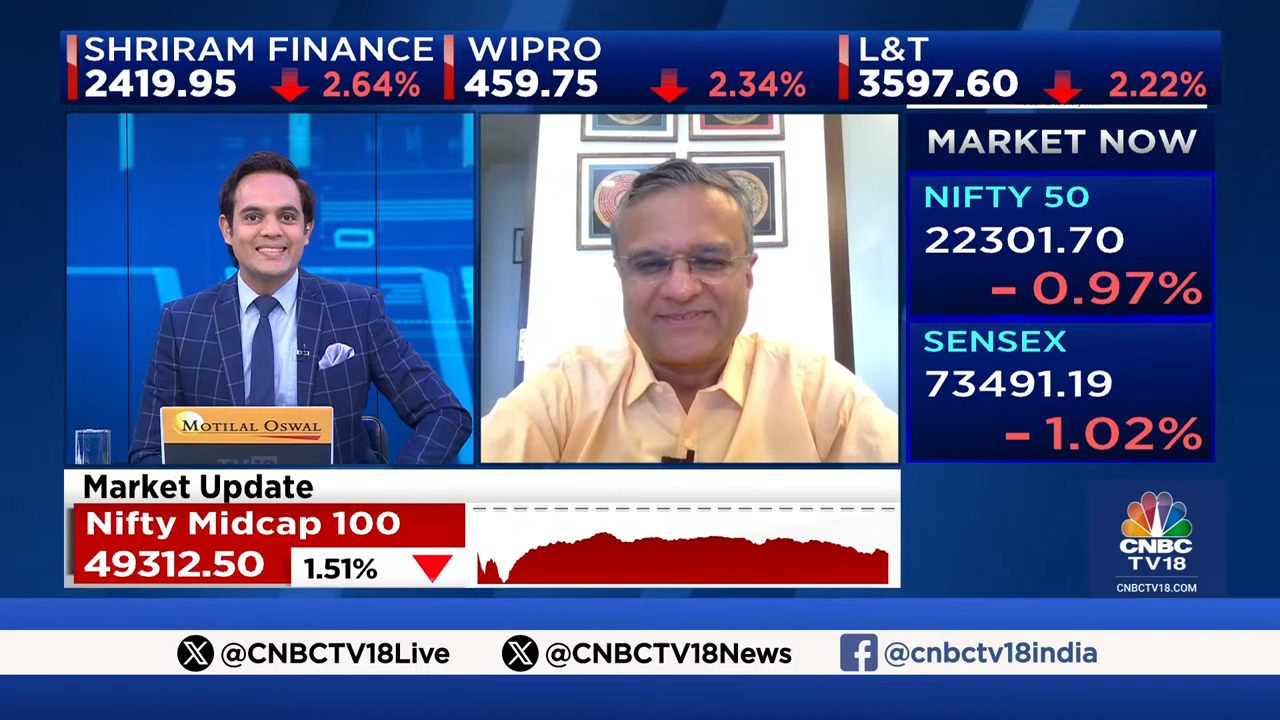 SHRIRAM FINANCE
2419.95 2.64%
WIPRO
459.75 2.34%
L&T
3597.60 2.22%
MARKET NOW
NIFTY 50
22301.70
– 0.97%
SENSEX
73491.19
– 1.02%
MOTILAL OSWAL
TV18
Market Update
Nifty Midcap 100
49312.50 1.51%
CNBC
TV18
CNBCTV18.COM
@CNBCTV18Live @CNBCTV18News @cnbctv18india